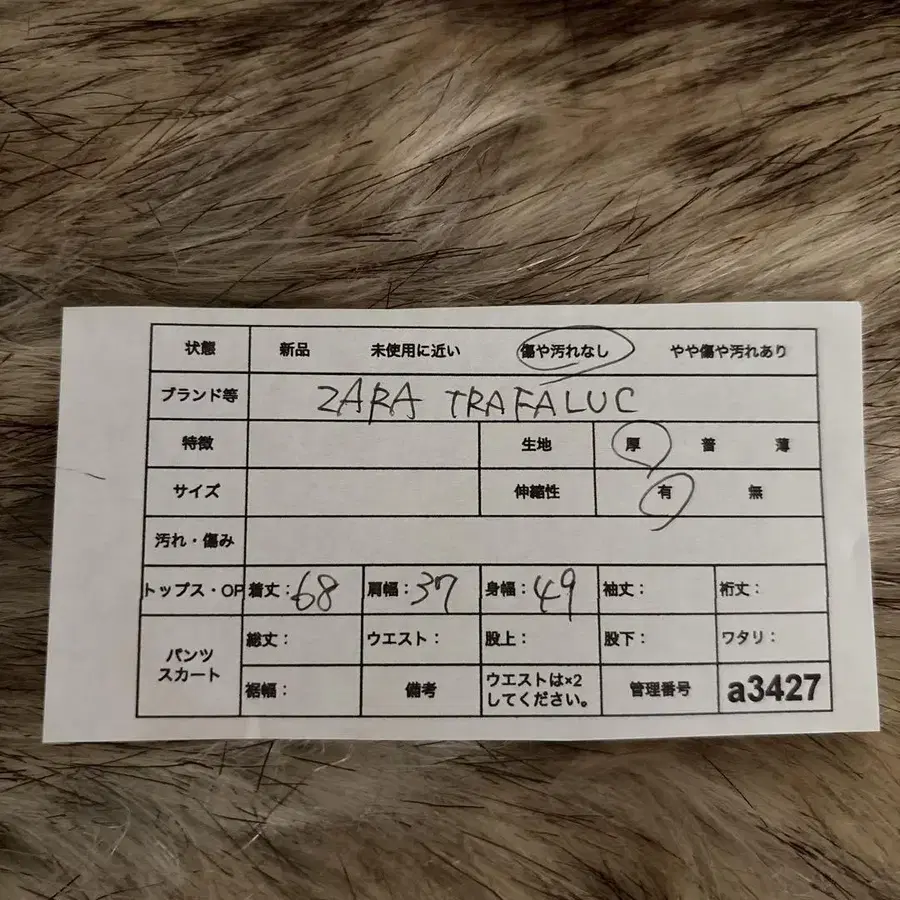 状態 新品 未使用に近い 傷や汚れなし やや傷や汚れあり
ブランド等 ZARA TRAFALUC
特徴 生地 厚 普 薄
サイズ 伸縮性 有 無
汚れ・傷み
トップス・OP 着丈：68 肩幅：37 身幅：49 袖丈： 裄丈：
パンツ スカート 総丈： ウエスト： 股上： 股下： ワタリ：
裾幅： 備考 ウエストは×2してください。 管理番号 a3427